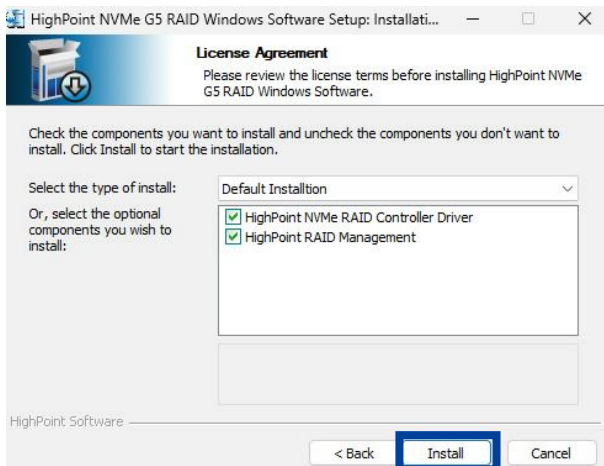 HighPoint NVMe G5 RAID Windows Software Setup: Installati...
License Agreement
Please review the license terms before installing HighPoint NVMe
G5 RAID Windows Software.
Check the components you want to install and uncheck the components you don't want to
install. Click Install to start the installation.
Select the type of install:
Default Installtion
Or, select the optional
components you wish to
install:
HighPoint NVMe RAID Controller Driver
HighPoint RAID Management
HighPoint Software
< Back
Install
Cancel